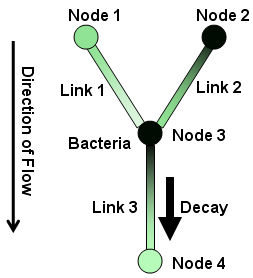 Node 1
Node 2
Link 1
Link 2
Direction of Flow
Bacteria
Node 3
Link 3
Decay
Node 4